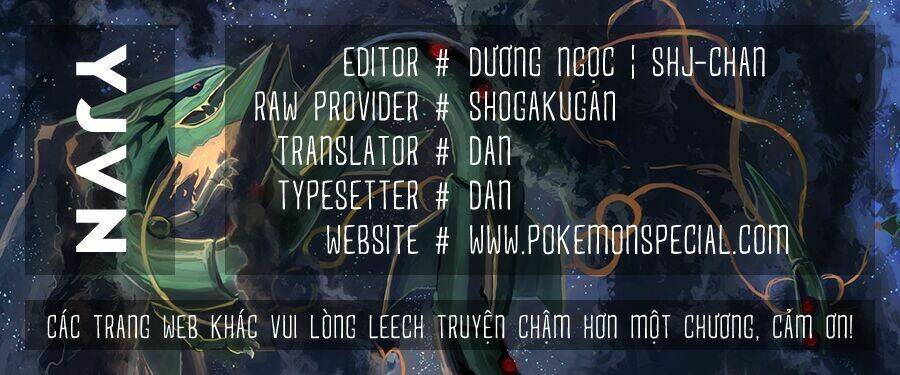 YJVN
EDITOR # DƯƠNG NGỌC ¦ SHJ-CHAN
RAW PROVIDER # SHOGAKUGAN
TRANSLATOR # DAN
TYPESETTER # DAN
WEBSITE # WWW.POKEMONSPECIAL.COM
CÁC TRANG WEB KHÁC VUI LÒNG LEECH TRUYỆN CHẬM HƠN MỘT CHƯƠNG, CẢM ƠN!